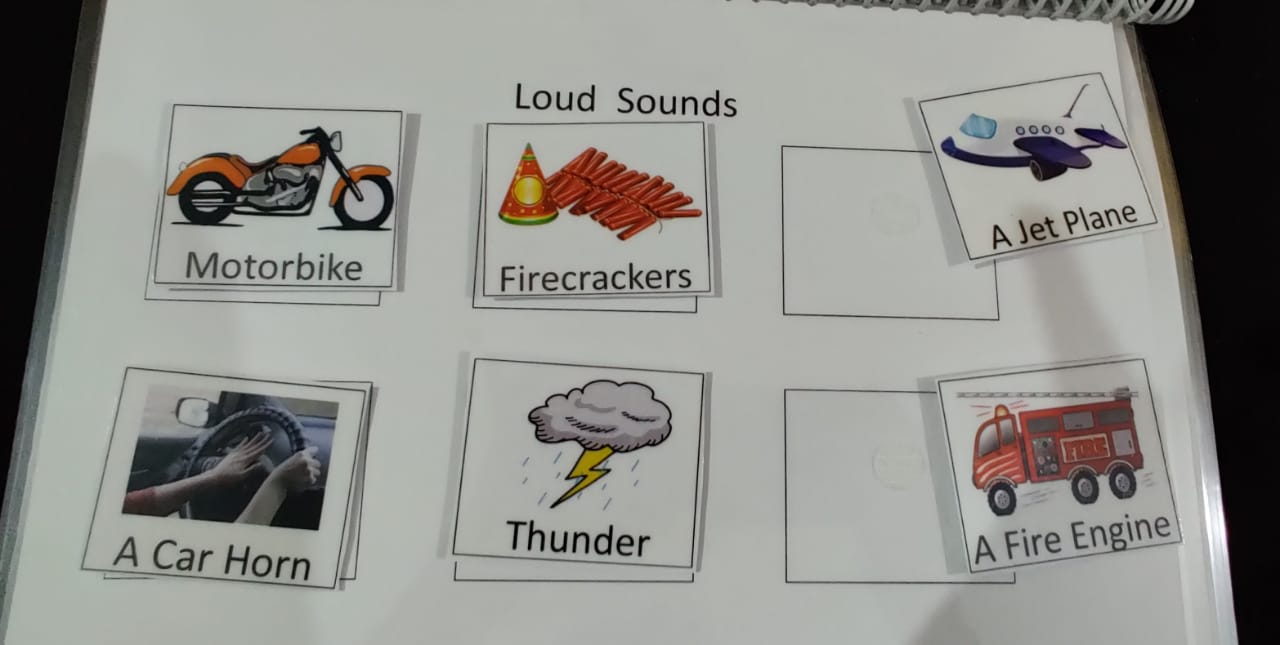 Loud Sounds
Motorbike
Firecrackers
A Jet Plane
A Car Horn
Thunder
FIRE
A Fire Engine